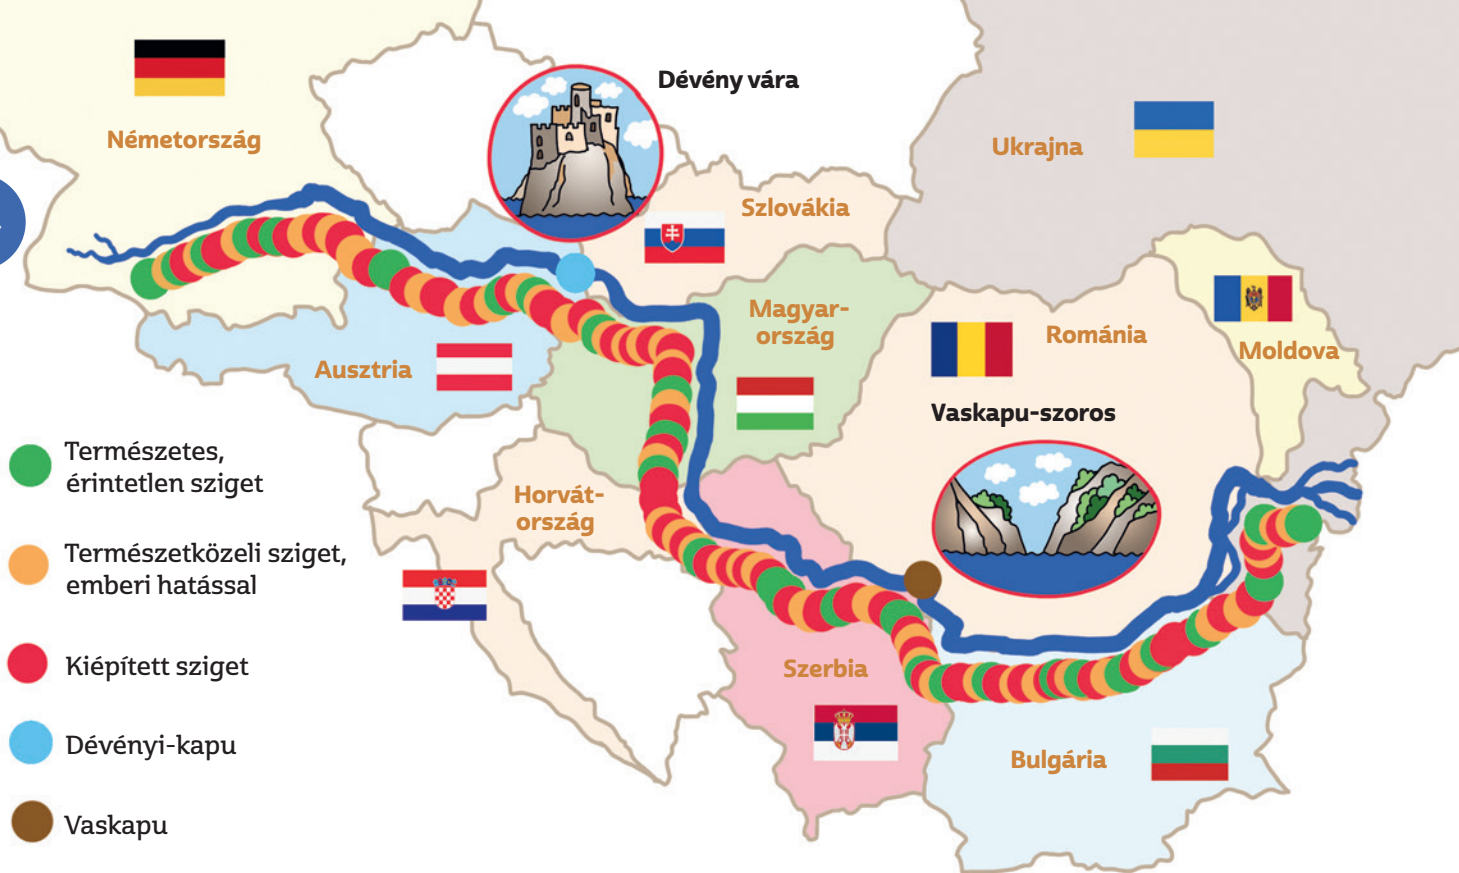 Németország
Dévény vára
Ukrajna
Szlovákia
Magyar-
ország
Románia
Moldova
Ausztria
Vaskapu-szoros
Horvát-
ország
Szerbia
Bulgária
Természetes,
érintetlen sziget
Természetközeli sziget,
emberi hatással
Kiépített sziget
Dévényi-kapu
Vaskapu